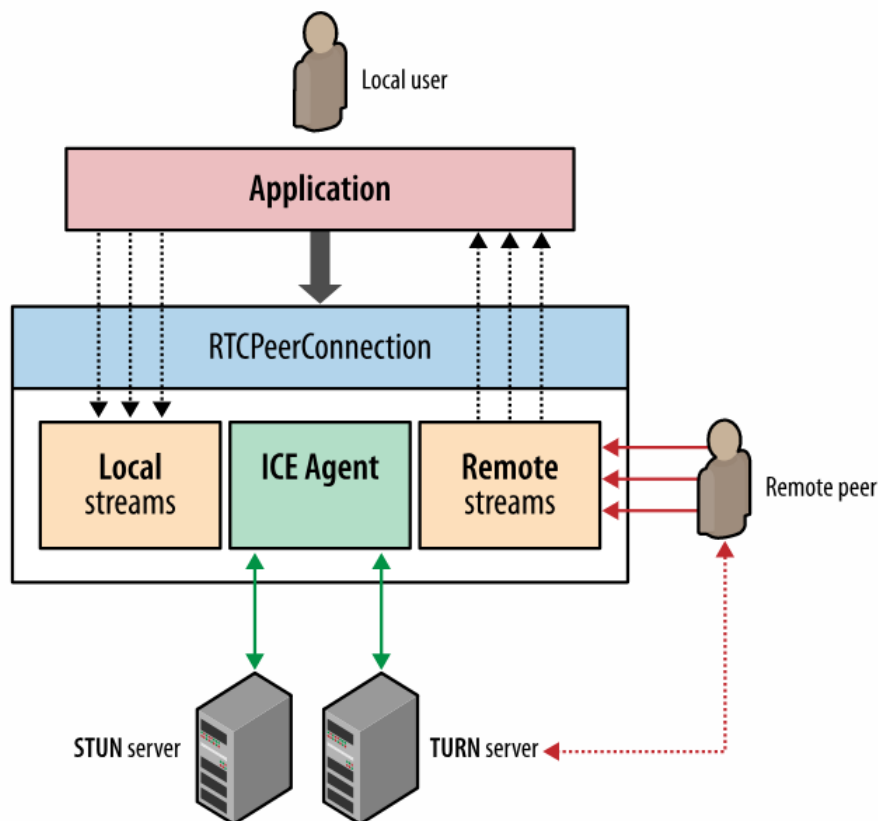 Local user
Application
RTCPeerConnection
Local
streams
ICE Agent
Remote
streams
Remote peer
STUN server
TURN server